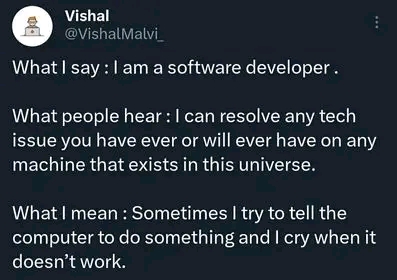 Vishal
@VishalMalvi_
What I say : I am a software developer .
What people hear : I can resolve any tech
issue you have ever or will ever have on any
machine that exists in this universe.
What I mean : Sometimes I try to tell the
computer to do something and I cry when it
doesn’t work.